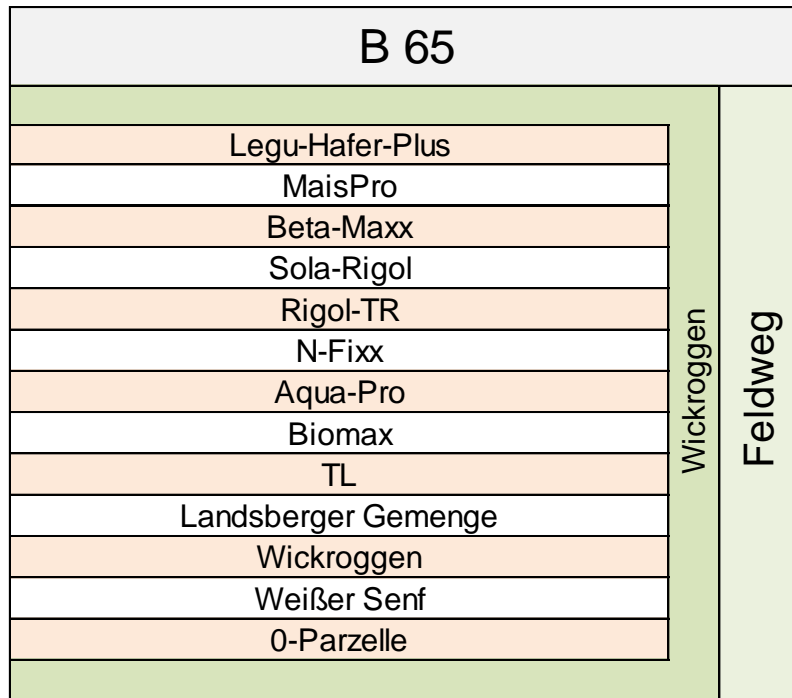 B 65
Legu-Hafer-Plus
MaisPro
Beta-Maxx
Sola-Rigol
Rigol-TR
N-Fixx
Aqua-Pro
Biomax
TL
Landsberger Gemenge
Wickroggen
Weißer Senf
0-Parzelle
Wickroggen
Feldweg